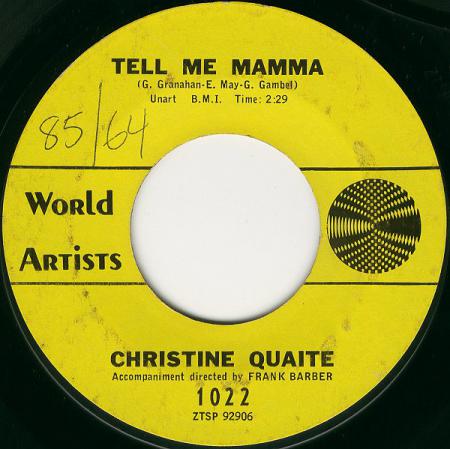 TELL ME MAMMA
(G. Granahan-E. May-G. Gambel)
Unart B.M.I. Time: 2:29
85/64
World
Artists
CHRISTINE QUAITE
Accompaniment directed by FRANK BARBER
1022
ZTSP 92906